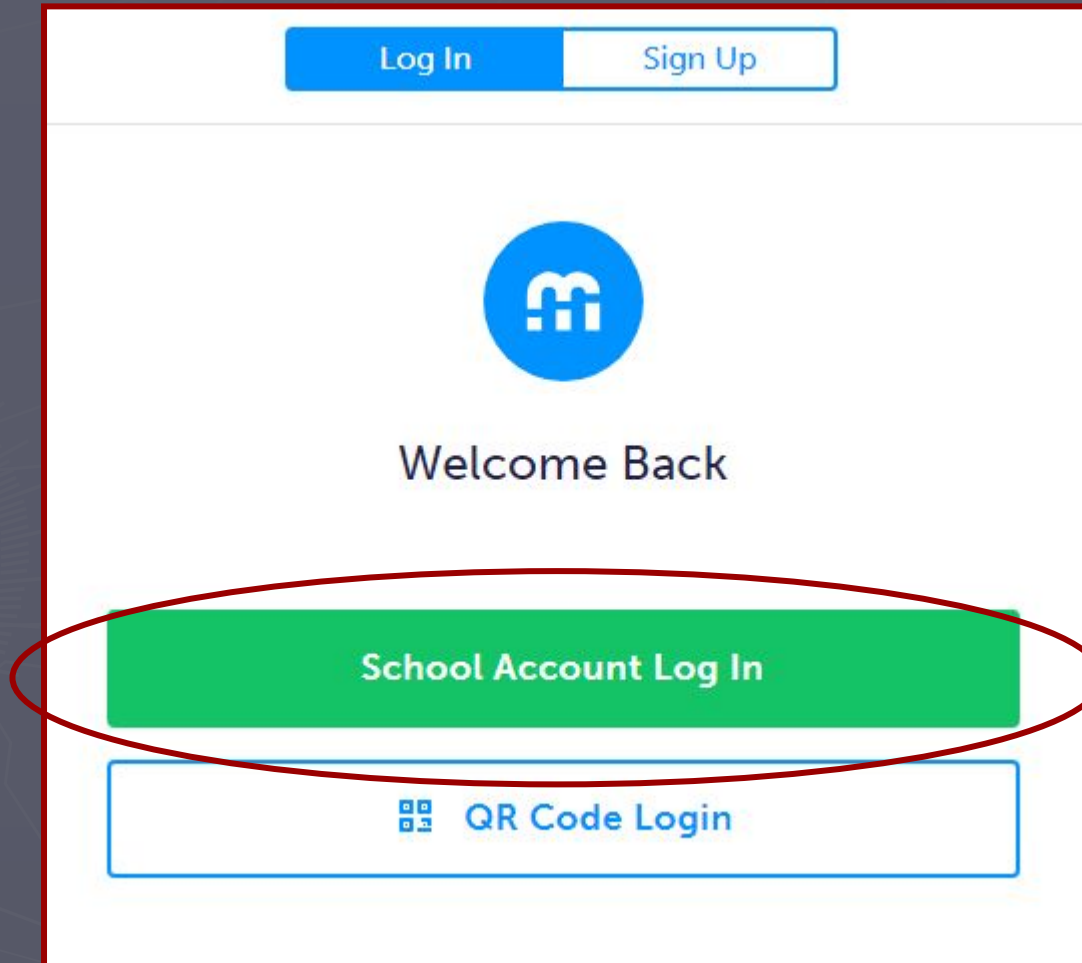 Log In
Sign Up
Welcome Back
School Account Log In
QR Code Login